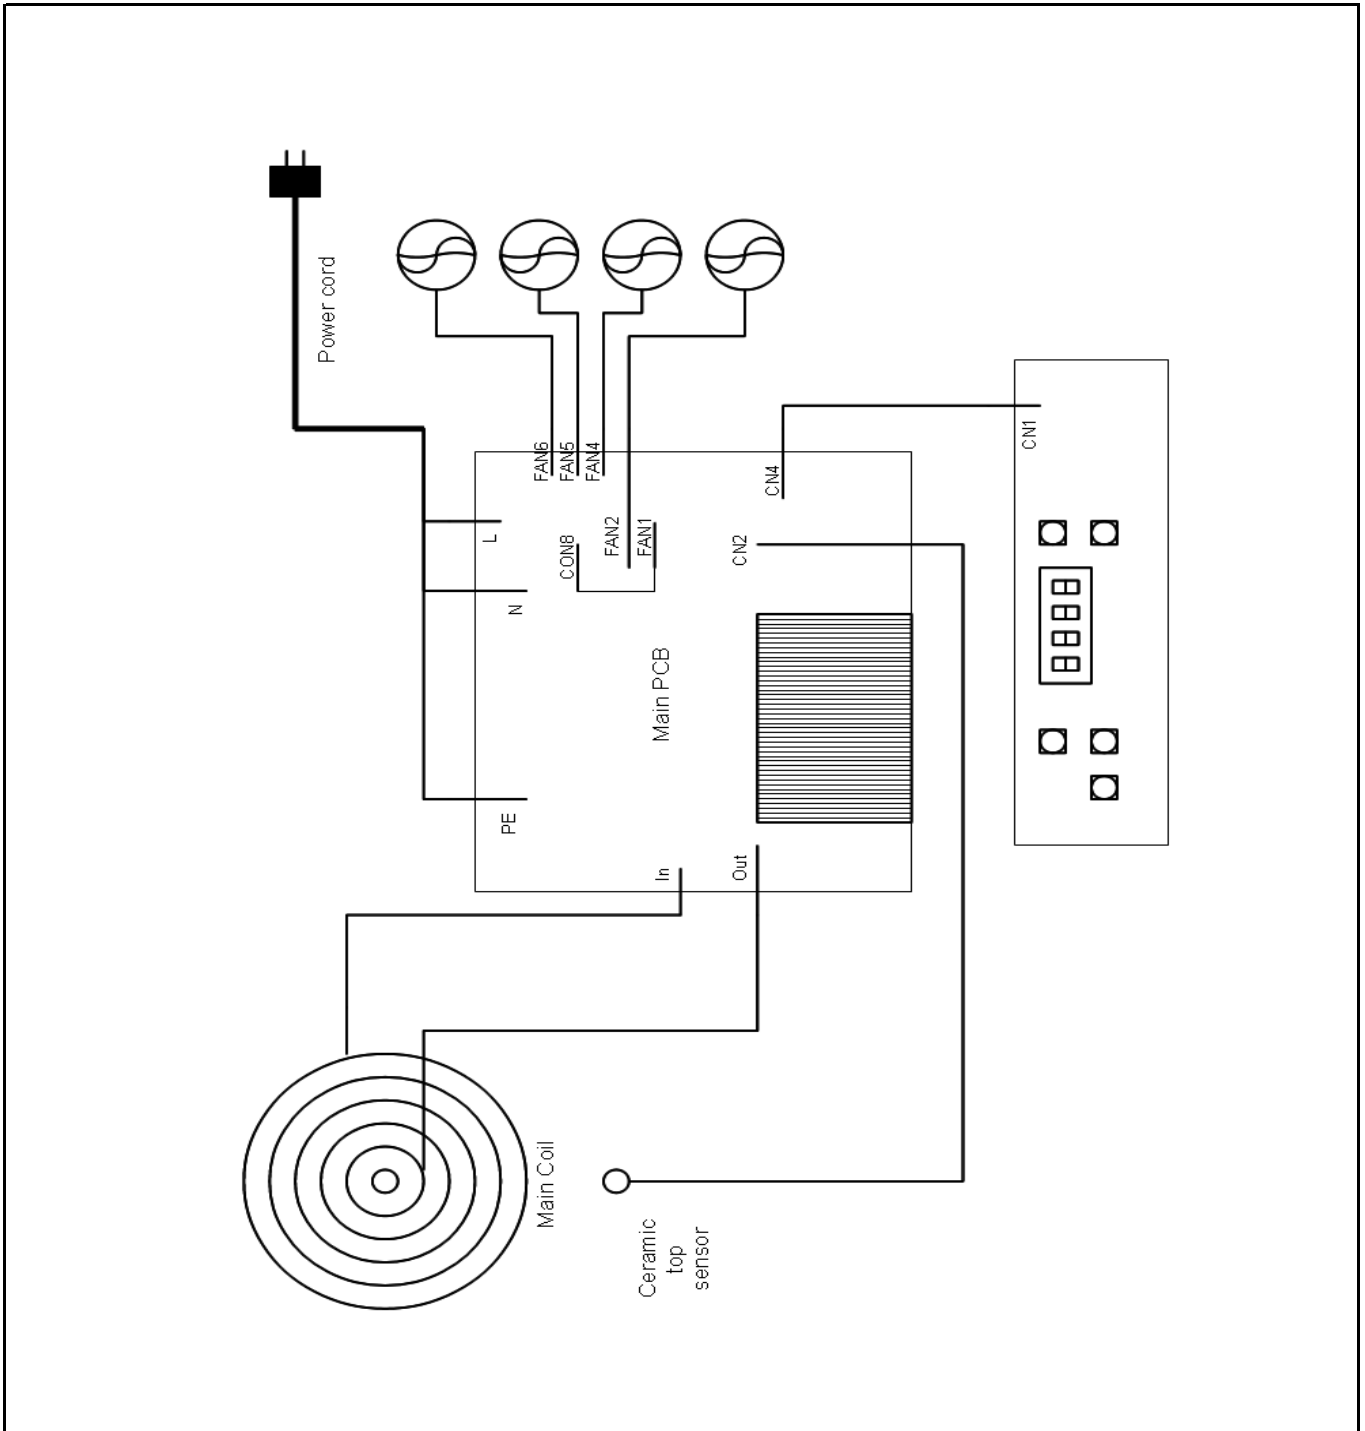 Power cord
FAN6
FAN5
FAN4
CN1
CN4
L
CON8
FAN2
FAN1
CN2
N
Main PCB
PE
In
Out
Main Coil
Ceramic
top
sensor